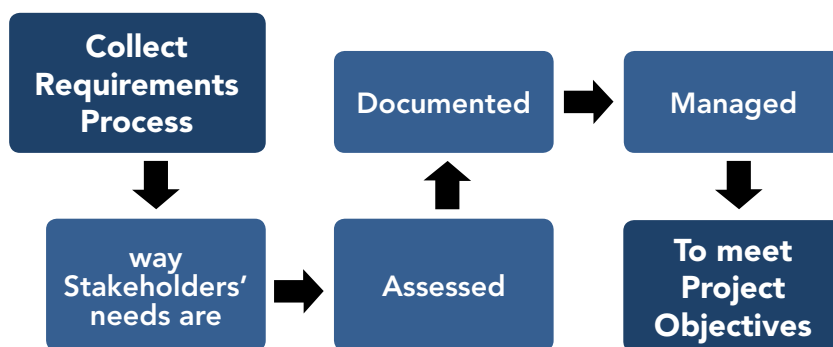 Collect
Requirements
Process
way
Stakeholders’
needs are
Assessed
Documented
Managed
To meet
Project
Objectives